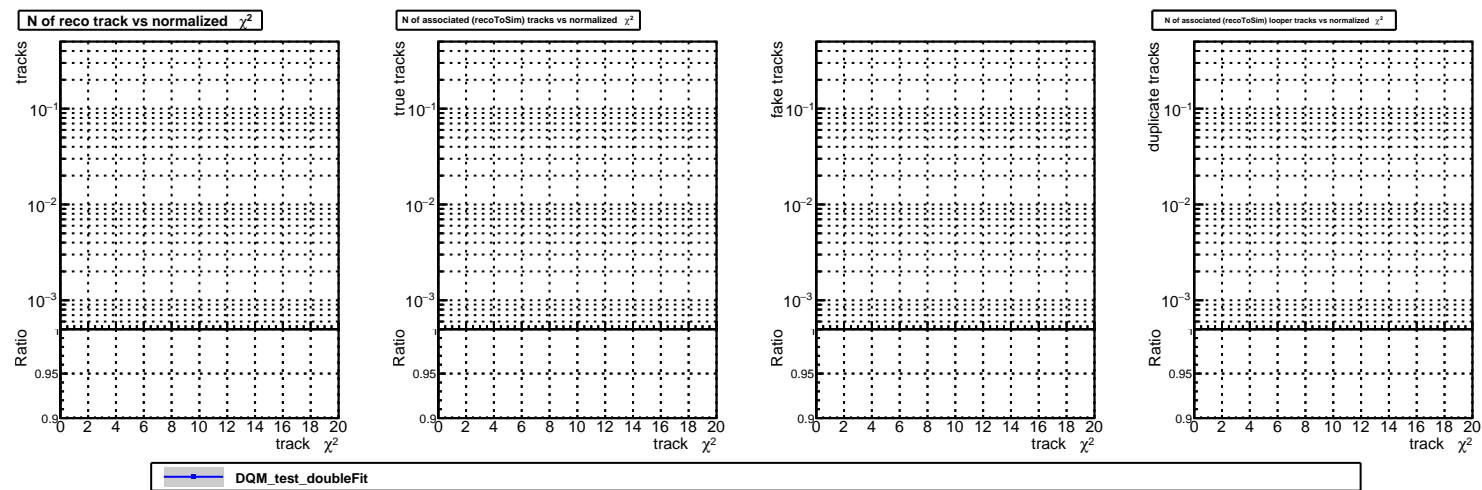 N of reco track vs normalized χ²
tracks
10⁻¹
10⁻²
10⁻³
Ratio
1
0.95
0.9
0 2 4 6 8 10 12 14 16 18 20
track χ²
N of associated (recoToSim) tracks vs normalized χ²
true tracks
10⁻¹
10⁻²
10⁻³
Ratio
1
0.95
0.9
0 2 4 6 8 10 12 14 16 18 20
track χ²
fake tracks
10⁻¹
10⁻²
10⁻³
Ratio
1
0.95
0.9
0 2 4 6 8 10 12 14 16 18 20
track χ²
N of associated (recoToSim) looper tracks vs normalized χ²
duplicate tracks
10⁻¹
10⁻²
10⁻³
Ratio
1
0.95
0.9
0 2 4 6 8 10 12 14 16 18 20
track χ²
DQM_test_doubleFit